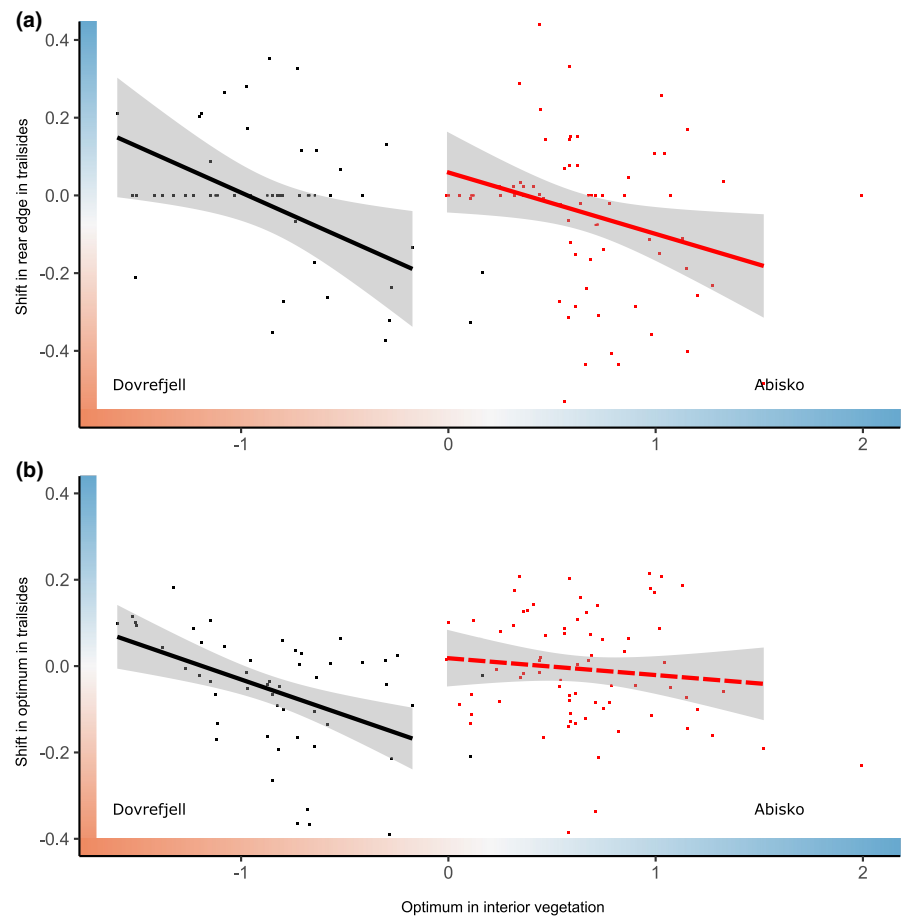 (a)
0.4
0.2
0.0
-0.2
-0.4
Shift in rear edge in trailsides
Dovrefjell
Abisko
-1
0
1
2
(b)
0.4
0.2
0.0
-0.2
-0.4
Shift in optimum in trailsides
Dovrefjell
Abisko
-1
0
1
2
Optimum in interior vegetation